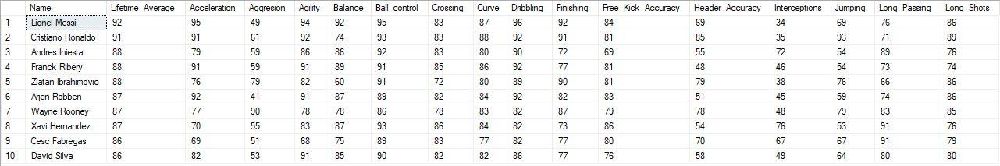 Name Lifetime_Average Acceleration Aggresion Agility Balance Ball_control Crossing Curve Dribbling Finishing Free_Kick_Accuracy Header_Accuracy Interceptions Jumping Long_Passing Long_Shots
1 Lionel Messi 92 95 49 94 92 95 83 87 96 92 84 69 34 69 76 86
2 Cristiano Ronaldo 91 91 61 92 74 93 83 88 92 91 81 85 35 93 71 89
3 Andres Iniesta 88 79 59 86 86 92 83 80 90 72 69 55 72 54 89 76
4 Franck Ribery 88 91 59 91 89 91 85 86 92 77 81 48 46 54 73 74
5 Zlatan Ibrahimovic 88 76 79 82 60 91 72 80 89 90 81 79 38 76 66 86
6 Arjen Robben 87 92 41 91 87 89 82 84 92 82 83 51 45 59 74 86
7 Wayne Rooney 87 77 90 78 78 86 78 83 82 87 79 78 48 79 83 85
8 Xavi Hernandez 87 70 55 83 87 93 86 84 82 73 86 54 76 53 91 76
9 Cesc Fabregas 86 69 51 68 75 89 83 77 82 77 80 70 67 67 91 79
10 David Silva 86 82 53 91 85 90 82 82 86 77 76 58 49 64 80 80